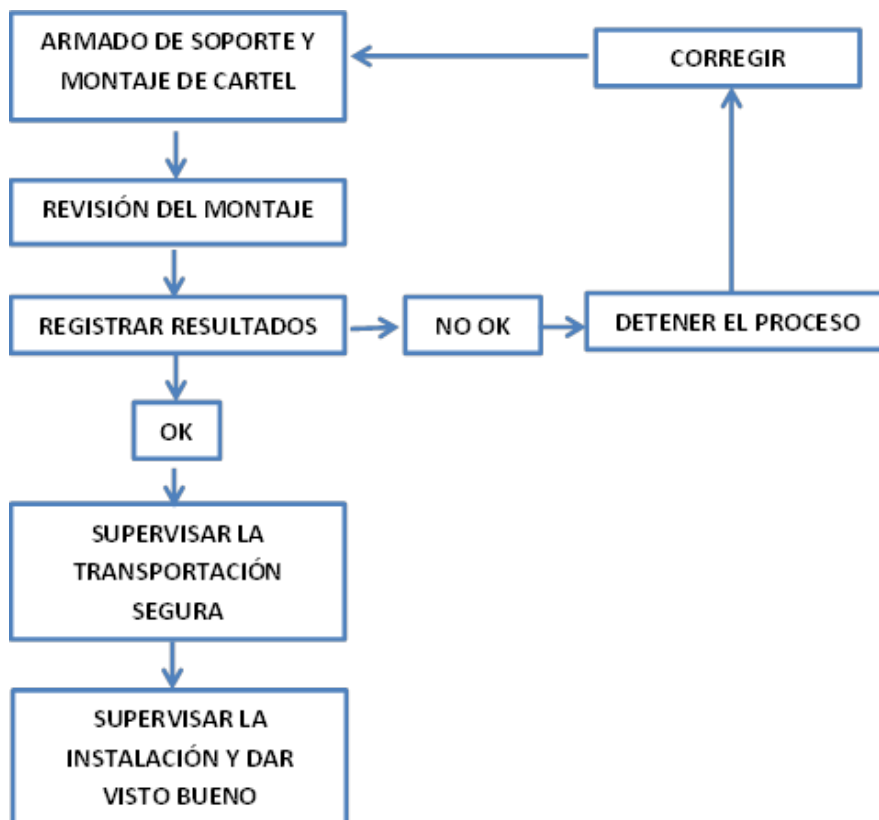 ARMADO DE SOPORTE Y
MONTAJE DE CARTEL
CORREGIR
REVISIÓN DEL MONTAJE
REGISTRAR RESULTADOS
NO OK
DETENER EL PROCESO
OK
SUPERVISAR LA
TRANSPORTACIÓN
SEGURA
SUPERVISAR LA
INSTALACIÓN Y DAR
VISTO BUENO